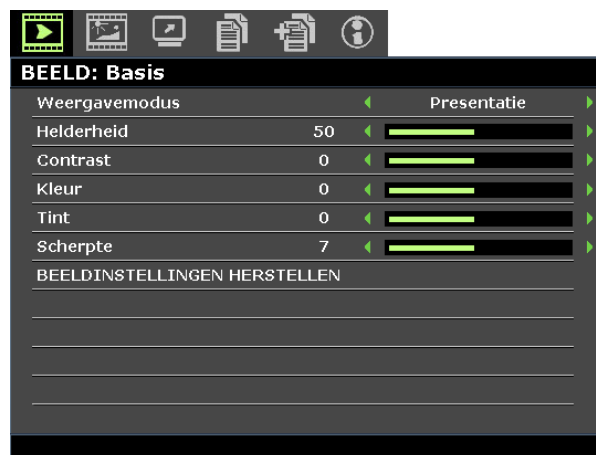 BEELD: Basis
Weergavemodus Presentatie
Helderheid 50
Contrast 0
Kleur 0
Tint 0
Scherpte 7
BEELDINSTELLINGEN HERSTELLEN